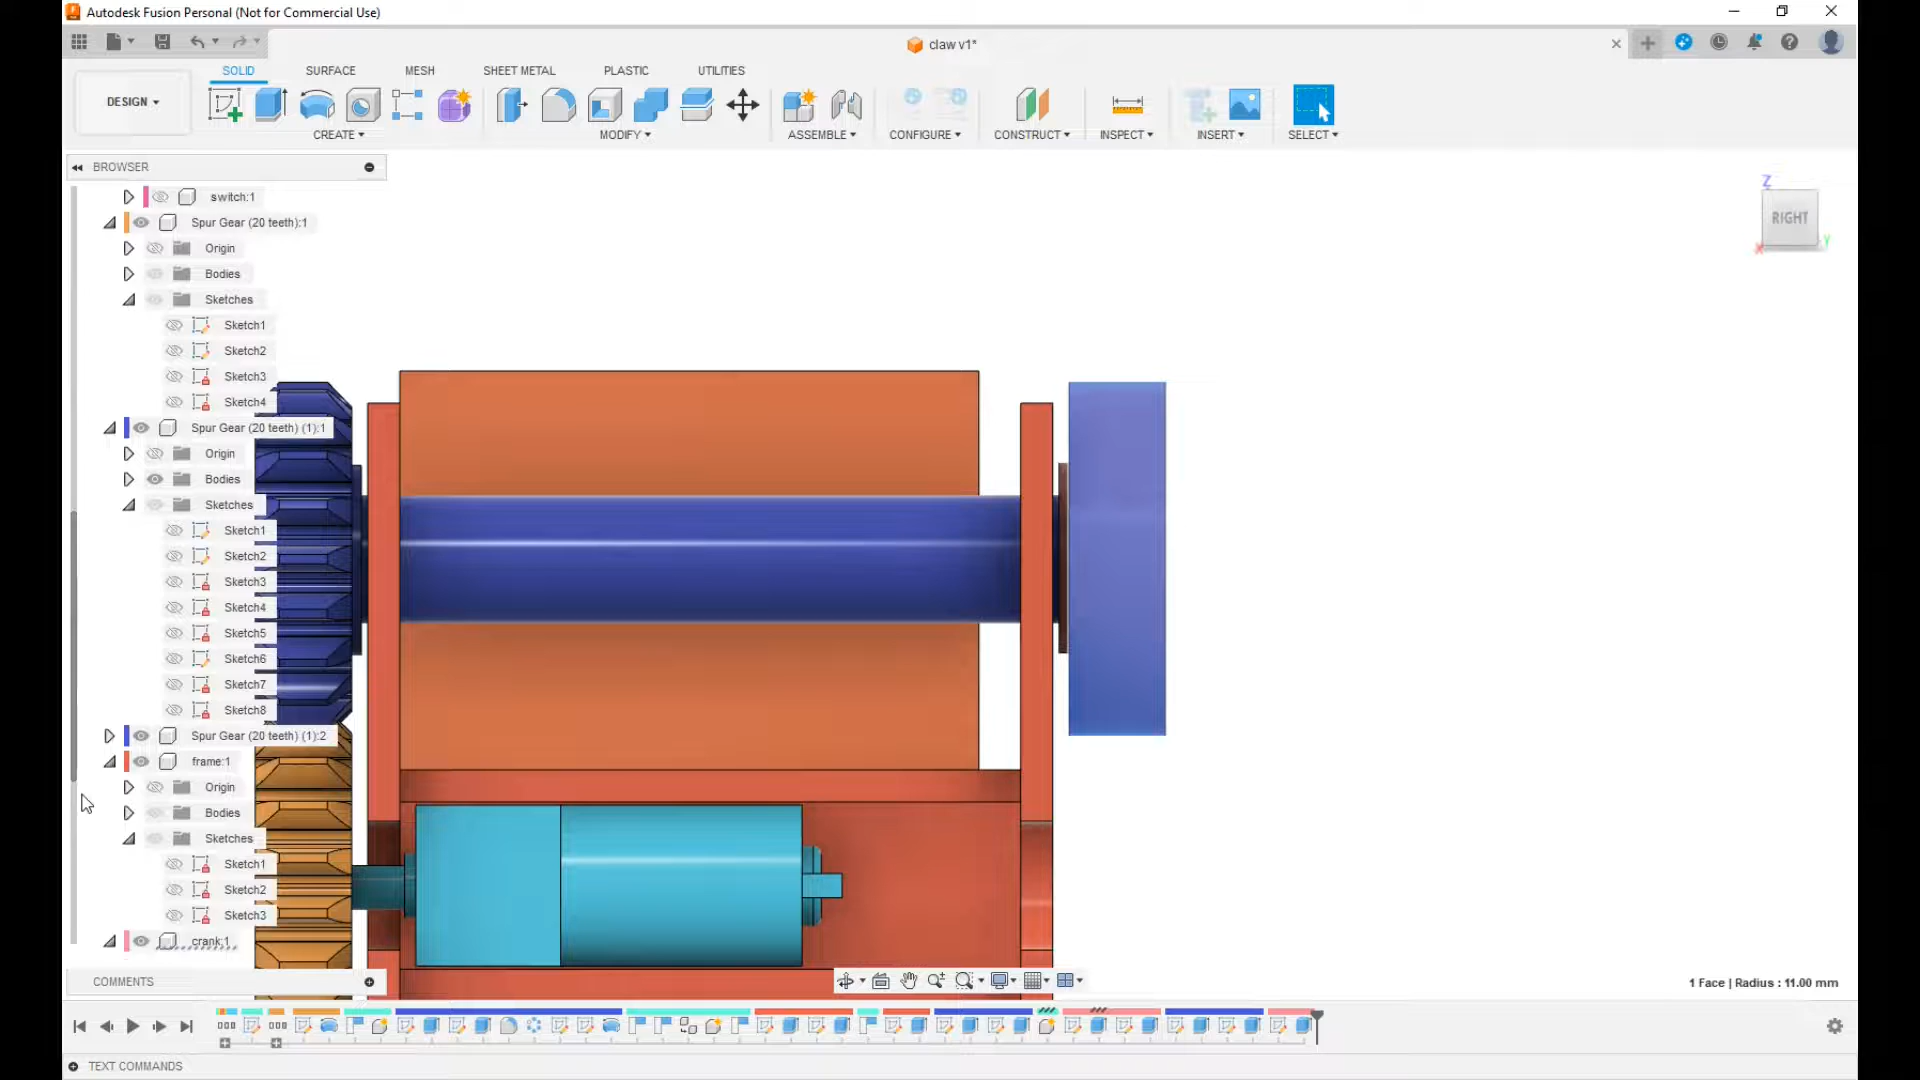 Autodesk Fusion Personal (Not for Commercial Use)
claw v1*
SOLID SURFACE MESH SHEET METAL PLASTIC UTILITIES
DESIGN
CREATE MODIFY ASSEMBLE CONFIGURE CONSTRUCT INSPECT INSERT SELECT
BROWSER
switch:1
Spur Gear (20 teeth):1
Origin
Bodies
Sketches
Sketch1
Sketch2
Sketch3
Sketch4
Spur Gear (20 teeth) (1):1
Origin
Bodies
Sketches
Sketch1
Sketch2
Sketch3
Sketch4
Sketch5
Sketch6
Sketch7
Sketch8
Spur Gear (20 teeth) (1):2
frame:1
Origin
Bodies
Sketches
Sketch1
Sketch2
Sketch3
crank:1
Z
RIGHT
X
Y
COMMENTS
1 Face | Radius : 11.00 mm
TEXT COMMANDS